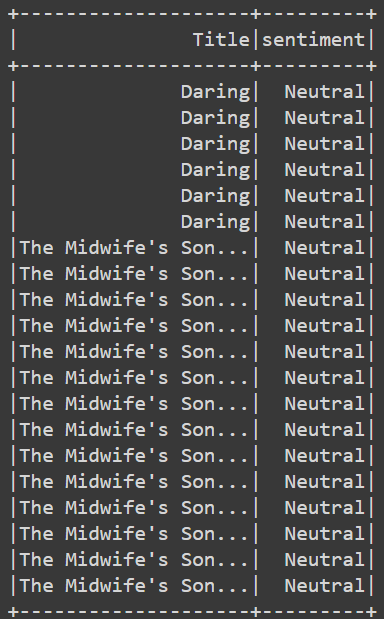 +--------------------+---------+
|               Title|sentiment|
+--------------------+---------+
|              Daring|  Neutral|
|              Daring|  Neutral|
|              Daring|  Neutral|
|              Daring|  Neutral|
|              Daring|  Neutral|
|              Daring|  Neutral|
|The Midwife's Son...|  Neutral|
|The Midwife's Son...|  Neutral|
|The Midwife's Son...|  Neutral|
|The Midwife's Son...|  Neutral|
|The Midwife's Son...|  Neutral|
|The Midwife's Son...|  Neutral|
|The Midwife's Son...|  Neutral|
|The Midwife's Son...|  Neutral|
|The Midwife's Son...|  Neutral|
|The Midwife's Son...|  Neutral|
|The Midwife's Son...|  Neutral|
|The Midwife's Son...|  Neutral|
|The Midwife's Son...|  Neutral|
|The Midwife's Son...|  Neutral|
+--------------------+---------+